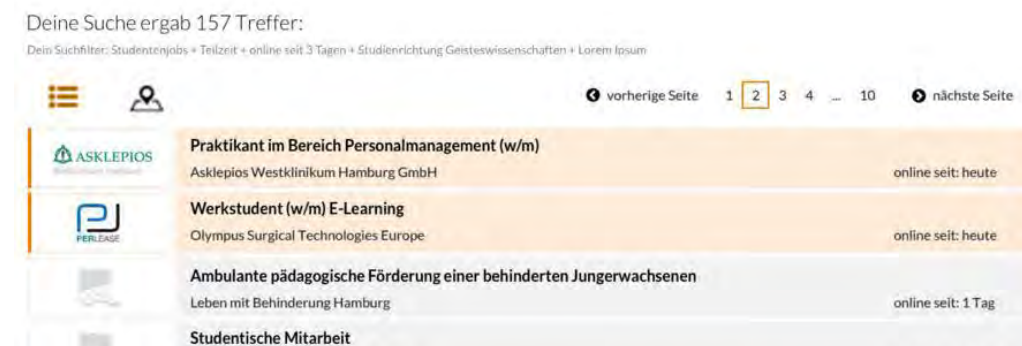 Deine Suche ergab 157 Treffer:
Dein Suchfilter: Studentenjobs + Teilzeit + online seit 3 Tagen + Studienrichtung Geisteswissenschaften + Lorem Ipsum
vorherige Seite 1 2 3 4 ... 10 nächste Seite
ASKLEPIOS
Praktikant im Bereich Personalmanagement (w/m)
Asklepios Westklinikum Hamburg GmbH online seit: heute
PERLEASE
Werkstudent (w/m) E-Learning
Olympus Surgical Technologies Europe online seit: heute
Ambulante pädagogische Förderung einer behinderten Jungerwachsenen
Leben mit Behinderung Hamburg online seit: 1 Tag
Studentische Mitarbeit